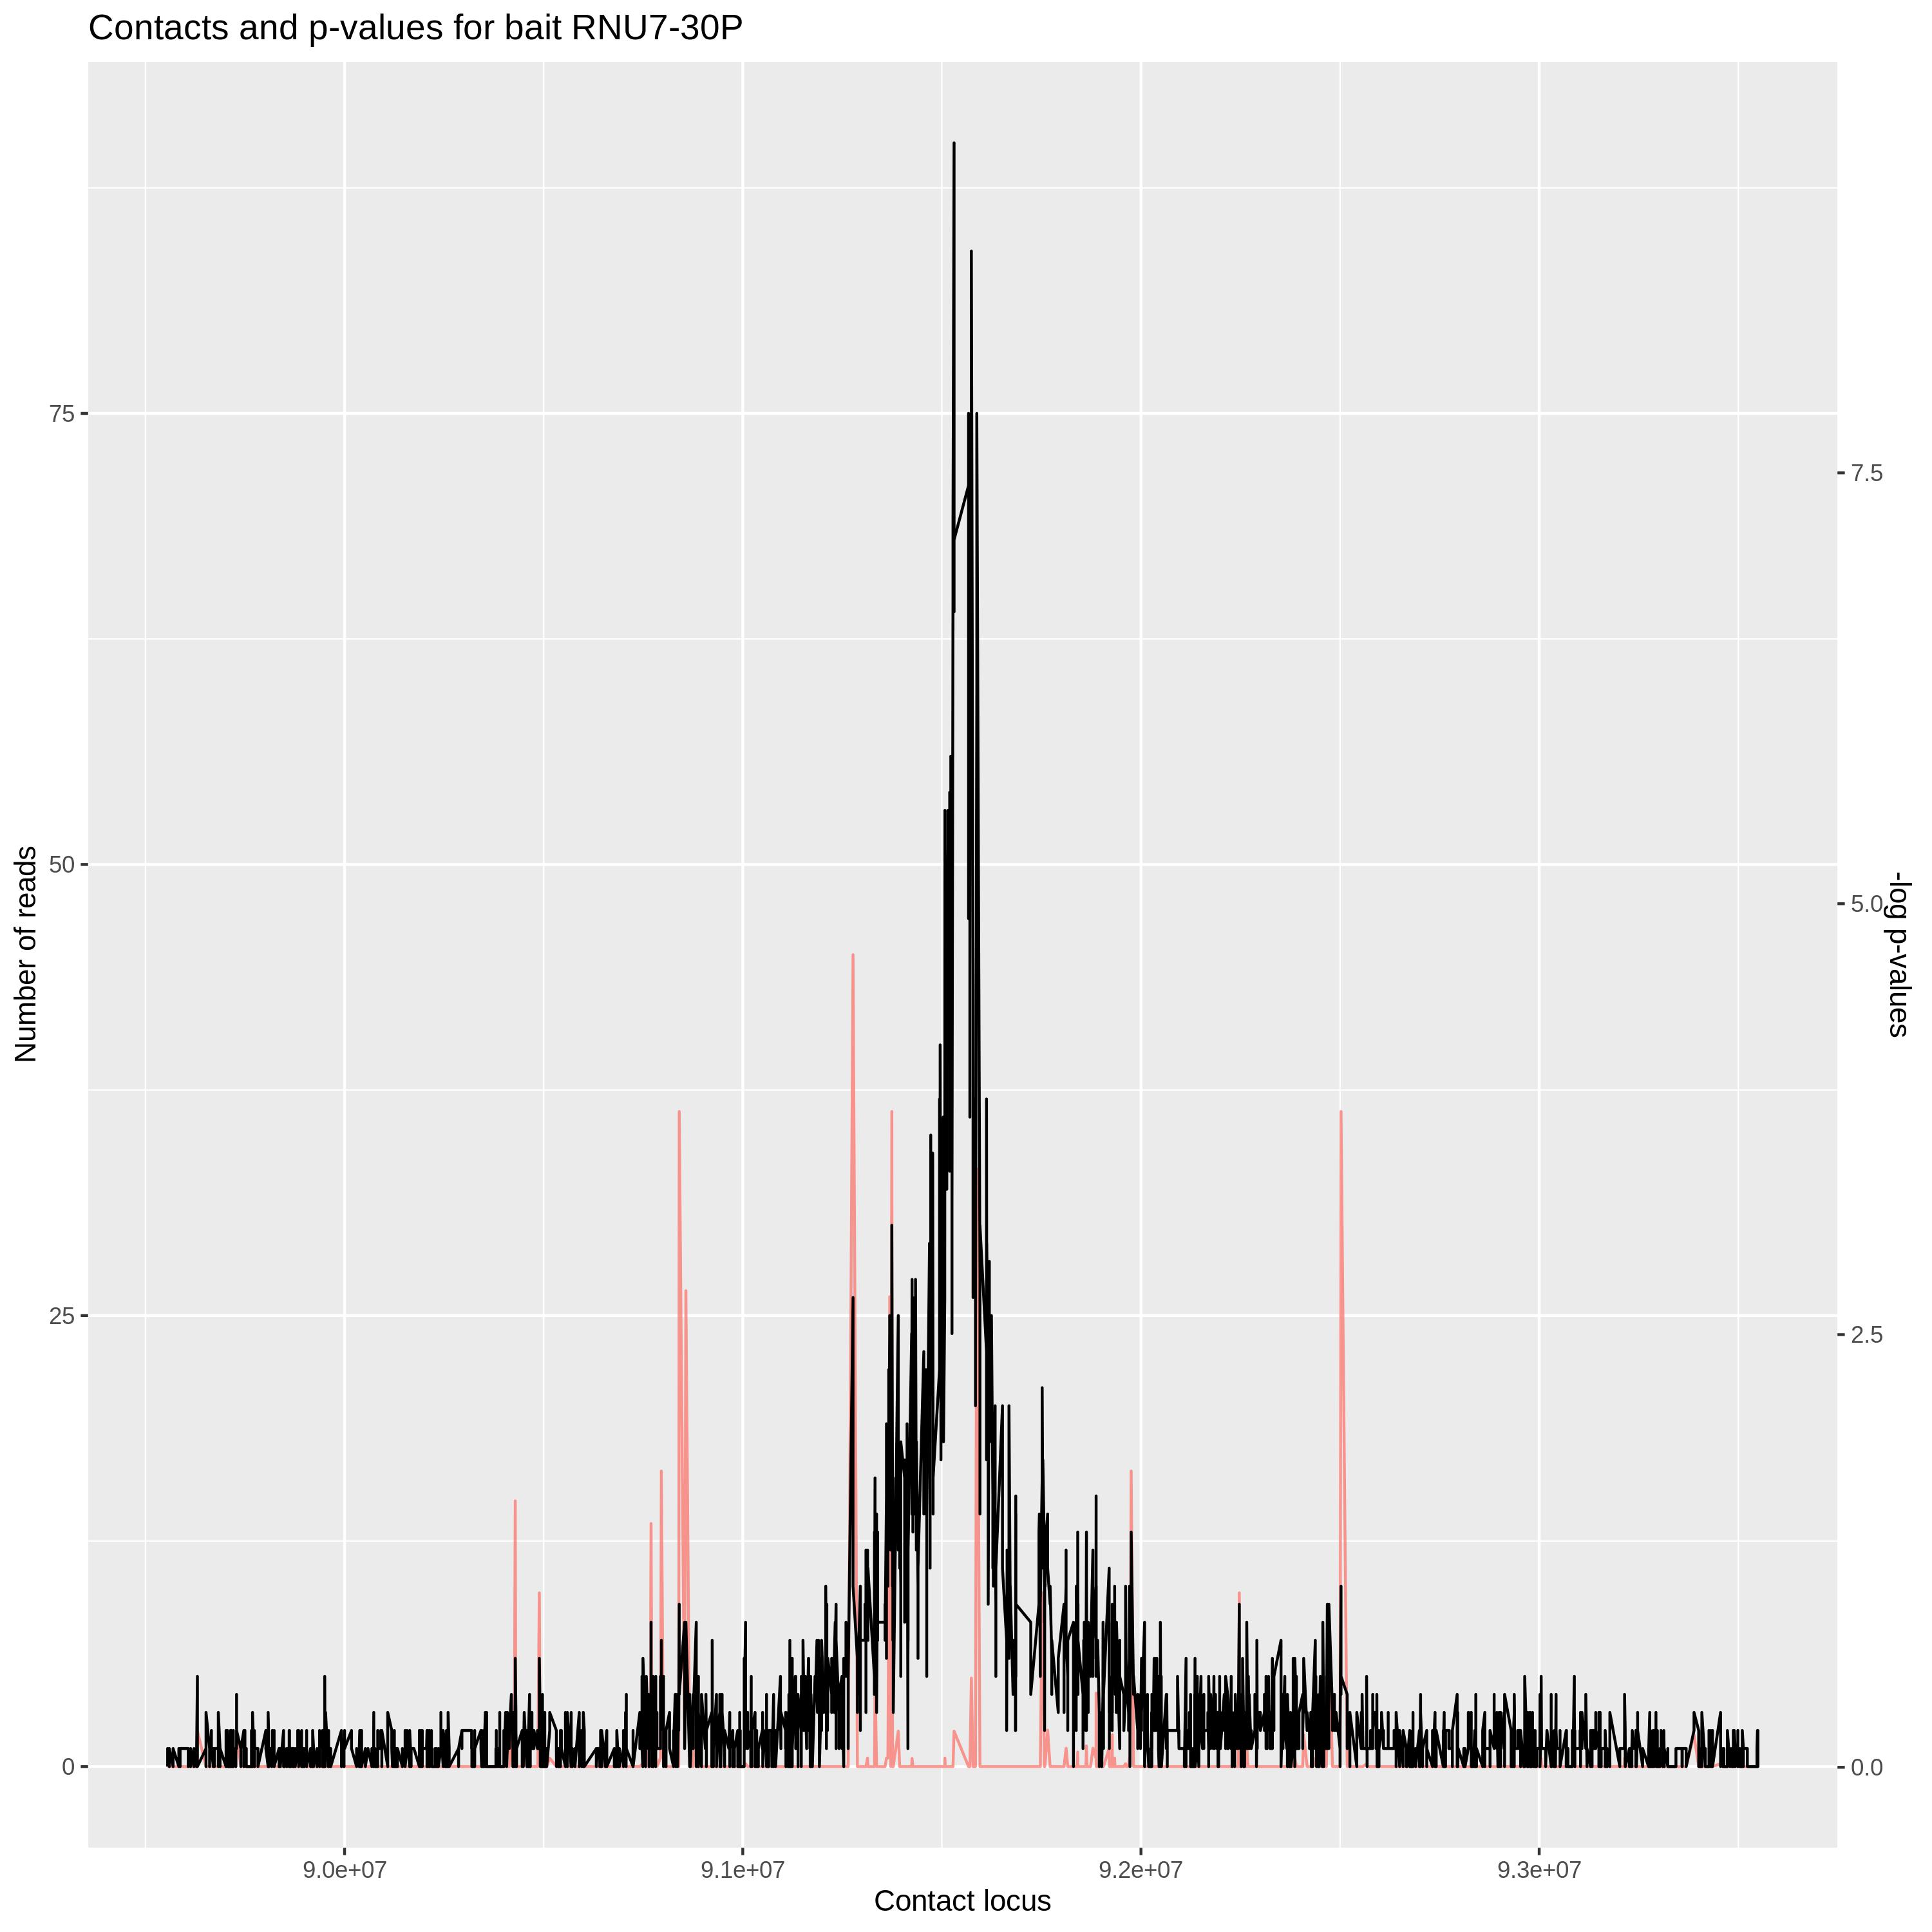 Contacts and p-values for bait RNU7-30P
Number of reads
75
50
25
0
7.5
5.0
2.5
0.0
-log p-values
9.0e+07 9.1e+07 9.2e+07 9.3e+07
Contact locus